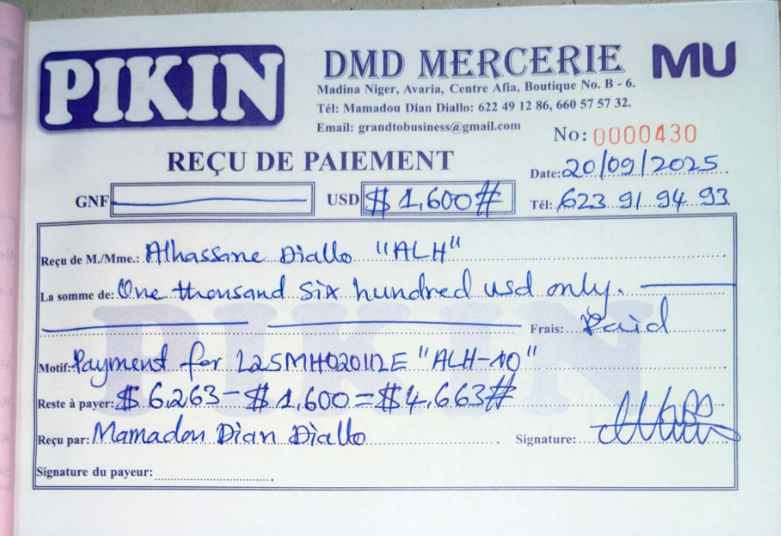 PIKIN
DMD MERCERIE MU
Madina Niger, Avaria, Centre Afia, Boutique No. B - 6.
Tél: Mamadou Dian Diallo: 622 49 12 86, 660 57 57 32.
Email: grandtobusiness@gmail.com
No: 0000430
REÇU DE PAIEMENT
Date: 20/09/2025
GNF USD $ 1,600#
Tél: 623 91 94 93
Reçu de M./Mme.: Alhassane Diallo "ALH"
La somme de: One thousand Six hundred usd only.
Frais: Paid
Motif: Payment for 225MH020112E "ALH-10"
Reste à payer: $ 6,263 - $ 1,600 = $4,663#
Reçu par: Mamadou Dian Diallo Signature:
Signature du payeur:
PIKIN